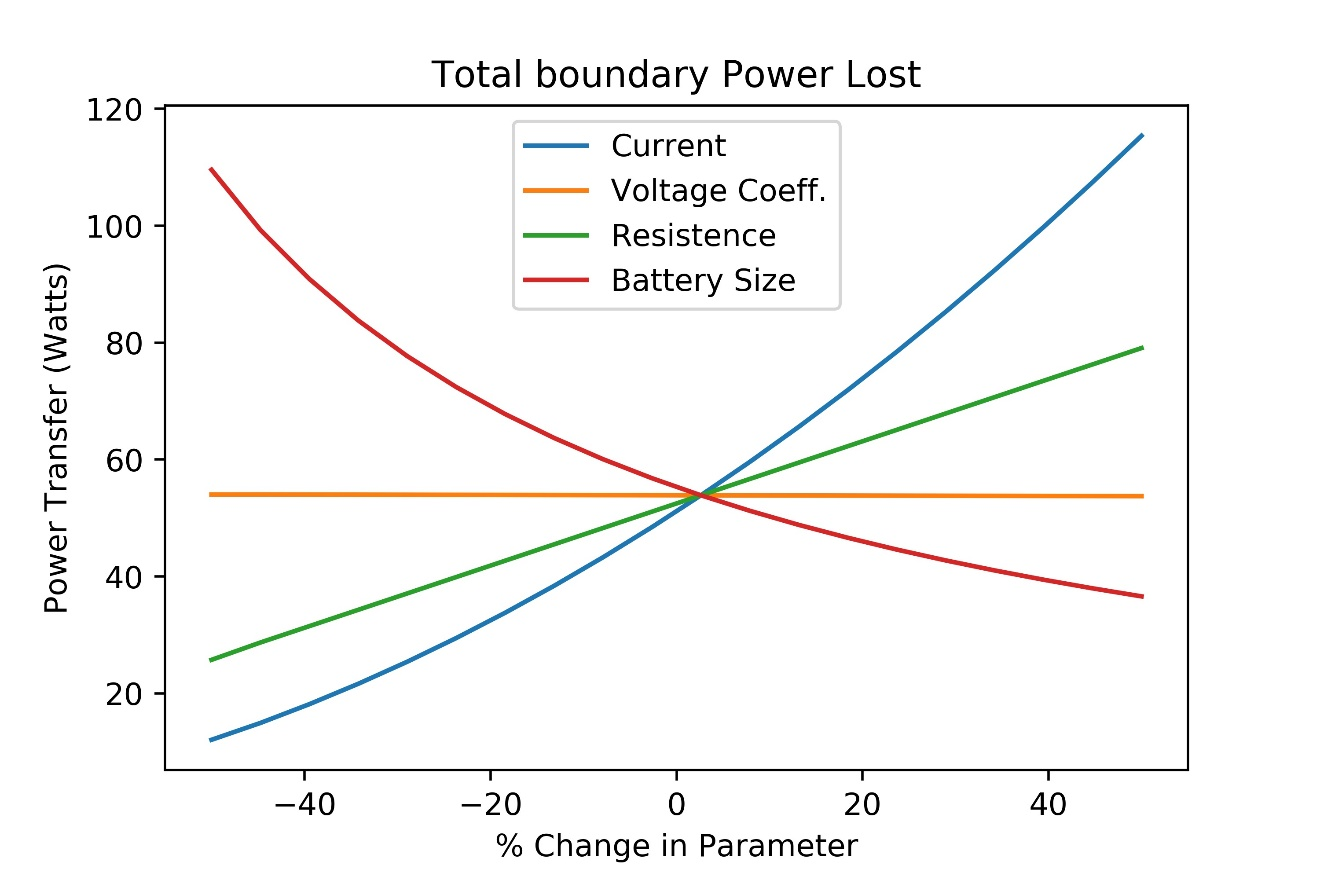 Total boundary Power Lost
120
100
80
60
40
20
Power Transfer (Watts)
Current
Voltage Coeff.
Resistence
Battery Size
−40 −20 0 20 40
% Change in Parameter